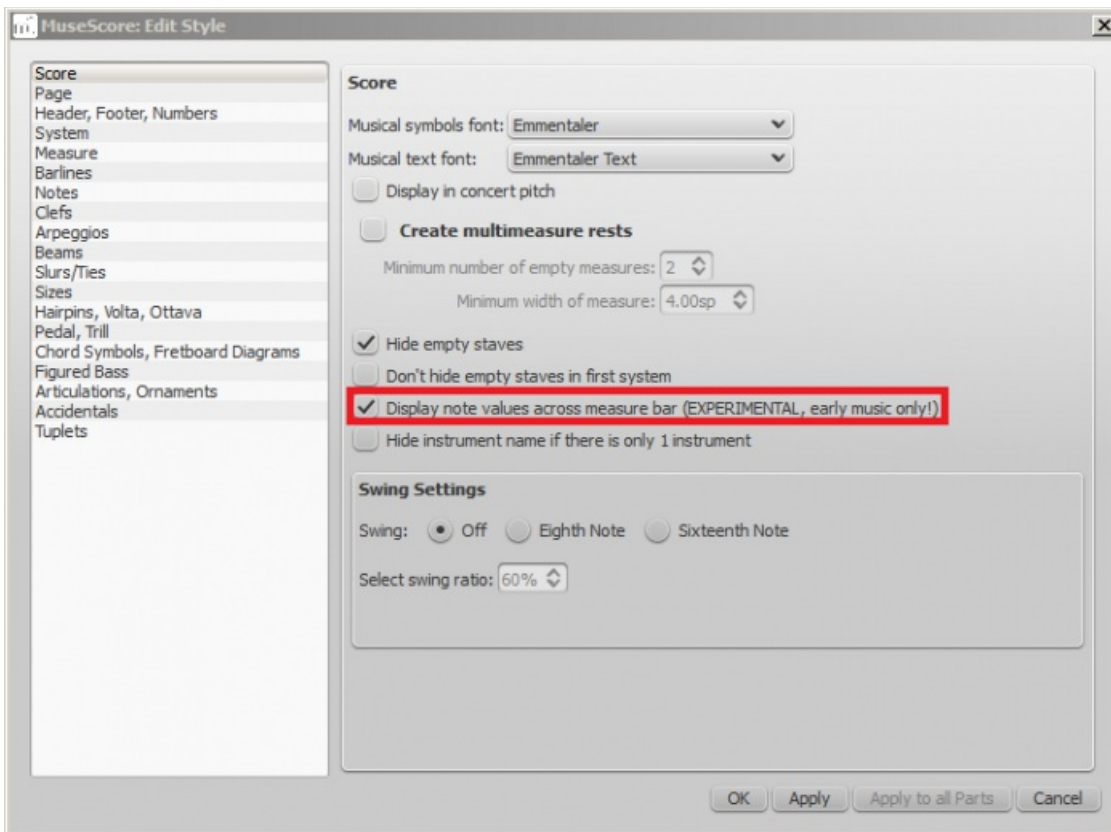 MuseScore: Edit Style
Score
Page
Header, Footer, Numbers
System
Measure
Barlines
Notes
Clefs
Arpeggios
Beams
Slurs/Ties
Sizes
Hairpins, Volta, Ottava
Pedal, Trill
Chord Symbols, Fretboard Diagrams
Figured Bass
Articulations, Ornaments
Accidentals
Tuplets
Score
Musical symbols font: Emmentaler
Musical text font: Emmentaler Text
Display in concert pitch
Create multimeasure rests
Minimum number of empty measures: 2
Minimum width of measure: 4.00sp
Hide empty staves
Don't hide empty staves in first system
Display note values across measure bar (EXPERIMENTAL, early music only!)
Hide instrument name if there is only 1 instrument
Swing Settings
Swing: Off Eighth Note Sixteenth Note
Select swing ratio: 60%
OK Apply Apply to all Parts Cancel